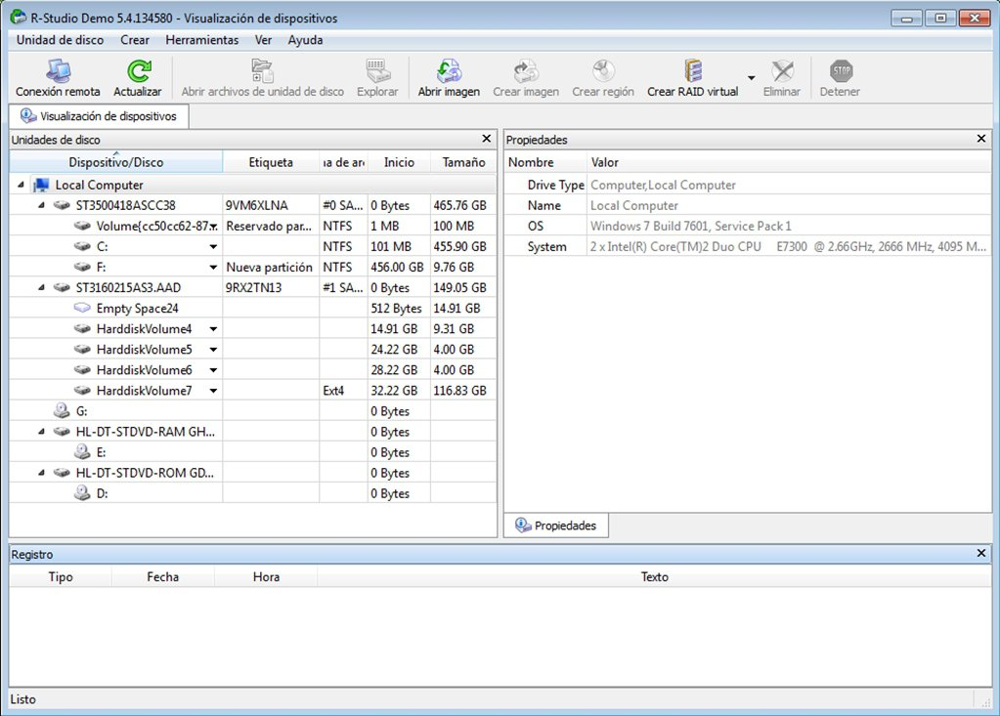 R-Studio Demo 5.4.134580 - Visualización de dispositivos
Unidad de disco Crear Herramientas Ver Ayuda
Conexión remota Actualizar Abrir archivos de unidad de disco Explorar Abrir imagen Crear imagen Crear región Crear RAID virtual Eliminar STOP Detener
Visualización de dispositivos
Unidades de disco
Dispositivo/Disco Etiqueta ıa de arı Inicio Tamaño
Local Computer
ST3500418ASCC38 9VM6XLNA #0 SA... 0 Bytes 465.76 GB
Volume{cc50cc62-87 Reservado par... NTFS 1 MB 100 MB
C: NTFS 101 MB 455.90 GB
F: Nueva partición NTFS 456.00 GB 9.76 GB
ST3160215AS3.AAD 9RX2TN13 #1 SA... 0 Bytes 149.05 GB
Empty Space24 512 Bytes 14.91 GB
HarddiskVolume4 14.91 GB 9.31 GB
HarddiskVolume5 24.22 GB 4.00 GB
HarddiskVolume6 28.22 GB 4.00 GB
HarddiskVolume7 Ext4 32.22 GB 116.83 GB
G: 0 Bytes
HL-DT-STDVD-RAM GH... 0 Bytes
E: 0 Bytes
HL-DT-STDVD-ROM GD... 0 Bytes
D: 0 Bytes
Propiedades
Nombre Valor
Drive Type Computer,Local Computer
Name Local Computer
OS Windows 7 Build 7601, Service Pack 1
System 2 x Intel(R) Core(TM)2 Duo CPU E7300 @ 2.66GHz, 2666 MHz, 4095 M...
Propiedades
Registro
Tipo Fecha Hora Texto
Listo